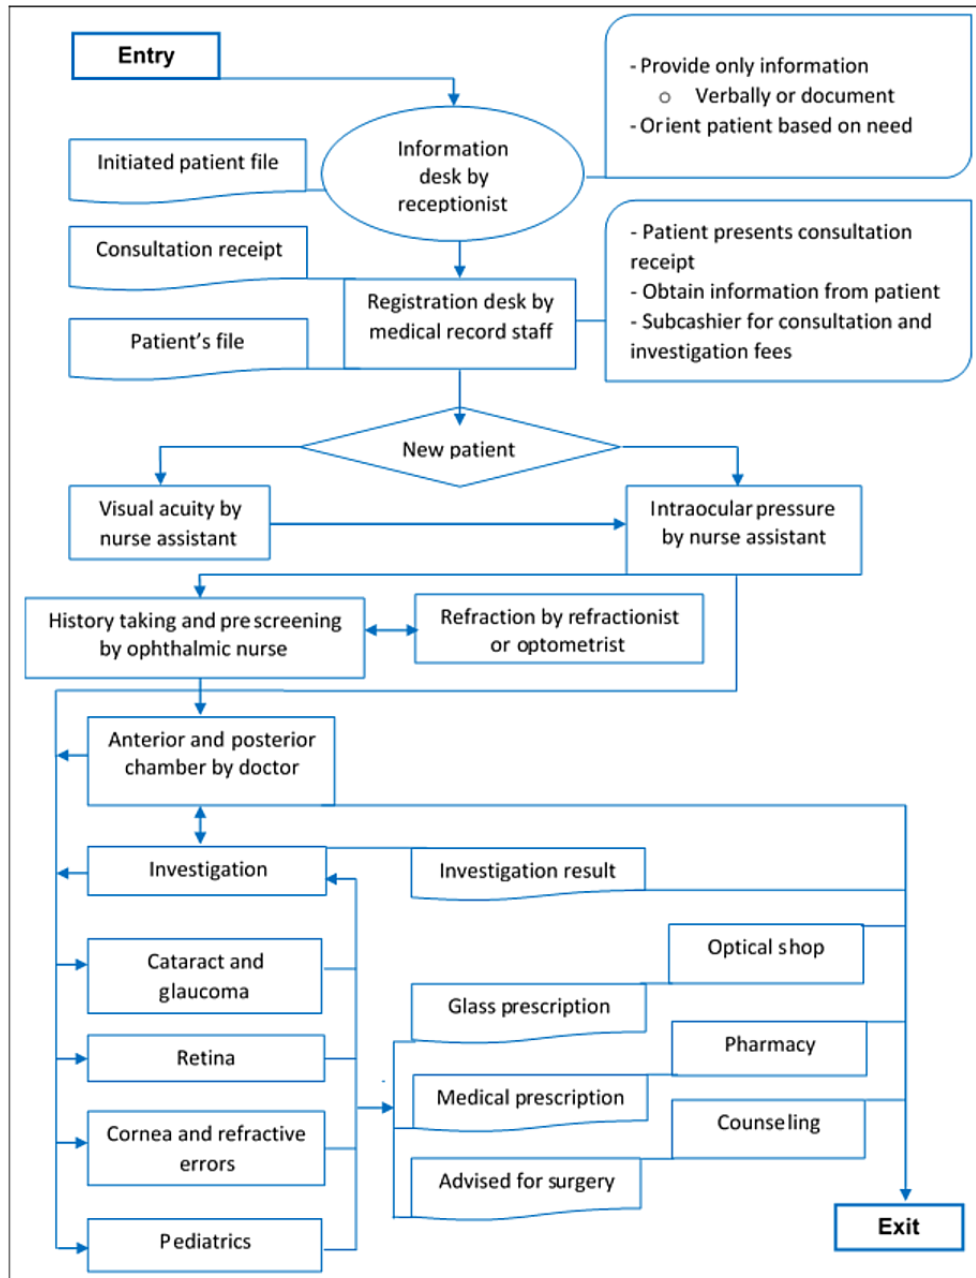 Entry
- Provide only information
o Verbally or document
- Orient patient based on need
Information
desk by
receptionist
Initiated patient file
Consultation receipt
- Patient presents consultation
receipt
- Obtain information from patient
- Subcashier for consultation and
investigation fees
Registration desk by
medical record staff
Patient's file
New patient
Visual acuity by
nurse assistant
Intraocular pressure
by nurse assistant
History taking and pre screening
by ophthalmic nurse
Refraction by refractionist
or optometrist
Anterior and posterior
chamber by doctor
Investigation
Investigation result
Optical shop
Cataract and
glaucoma
Glass prescription
Retina
Pharmacy
Medical prescription
Counseling
Cornea and refractive
errors
Advised for surgery
Pediatrics
Exit